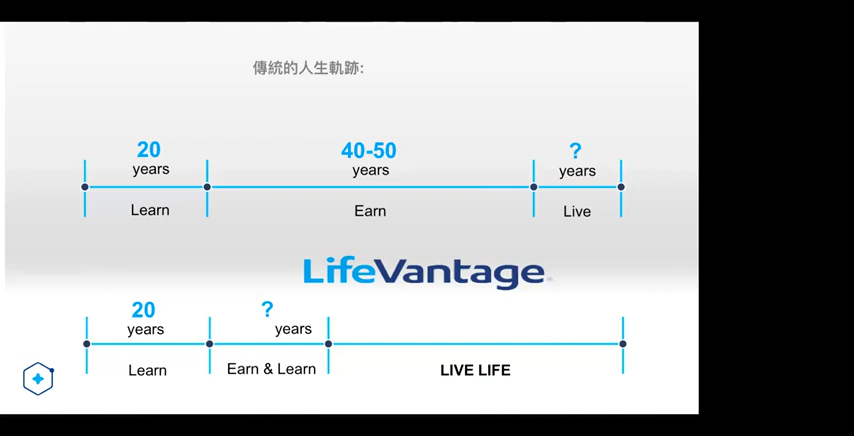 傳統的人生軌跡:
20
years
40-50
years
?
years
Learn
Earn
Live
LifeVantage
20
years
?
years
Learn
Earn & Learn
LIVE LIFE